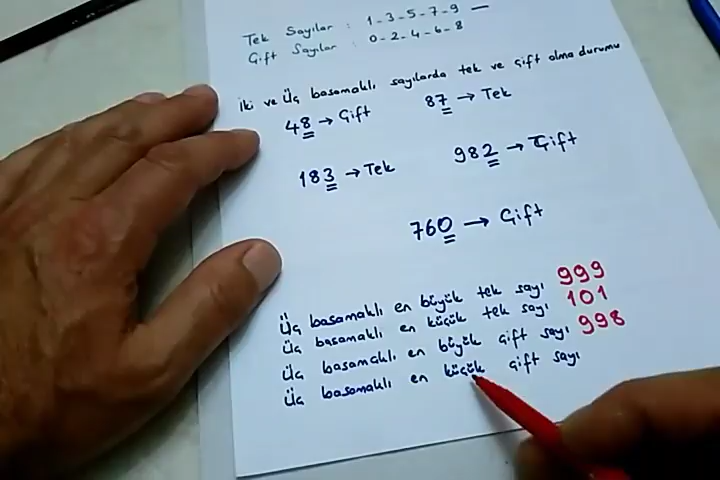 Tek Sayılar : 1-3-5-7-9 —
Çift Sayılar : 0-2-4-6-8
İki ve Üç basamaklı sayılarda tek ve çift olma durumu
48 → Çift 87 → Tek
183 → Tek 982 → Çift
760 → Çift
Üç basamaklı en büyük tek sayı 999
Üç basamaklı en küçük tek sayı 101
Üç basamaklı en büyük çift sayı 998
Üç basamaklı en küçük çift sayı